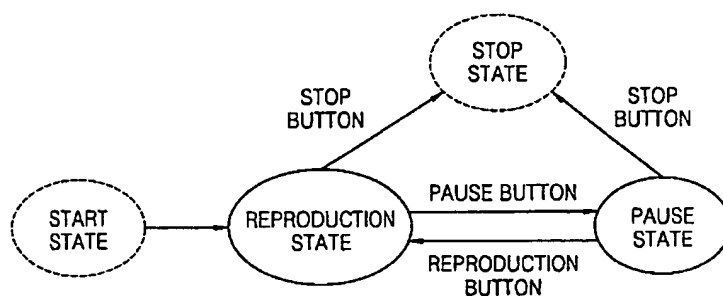 STOP
STATE
STOP
BUTTON
STOP
BUTTON
START
STATE
REPRODUCTION
STATE
PAUSE BUTTON
REPRODUCTION
BUTTON
PAUSE
STATE